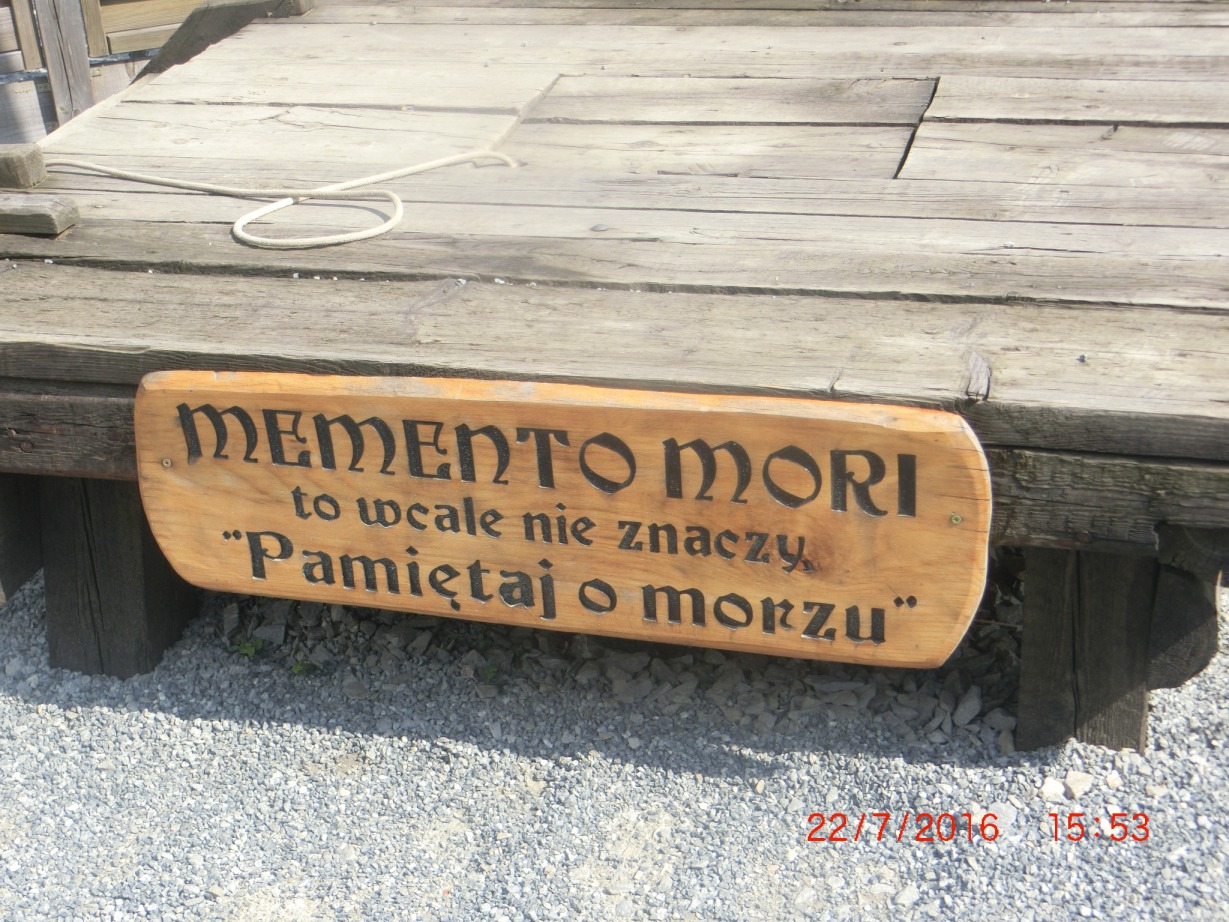 MEMENTO MORI
to wcale nie znaczy,
"Pamiętaj o morzu"
22/7/2016 15:53